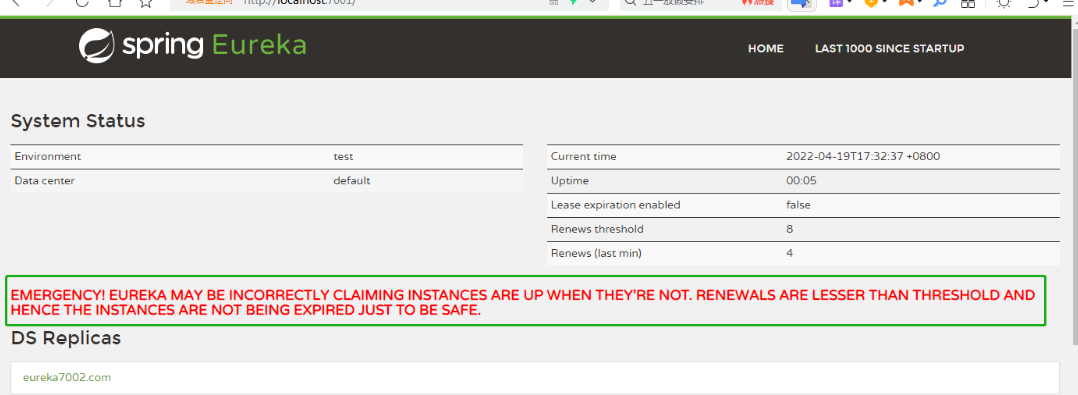 http://localhost:7001/
spring Eureka
HOME
LAST 1000 SINCE STARTUP
System Status
Environment test
Data center default
Current time 2022-04-19T17:32:37 +0800
Uptime 00:05
Lease expiration enabled false
Renews threshold 8
Renews (last min) 4
EMERGENCY! EUREKA MAY BE INCORRECTLY CLAIMING INSTANCES ARE UP WHEN THEY'RE NOT. RENEWALS ARE LESSER THAN THRESHOLD AND
HENCE THE INSTANCES ARE NOT BEING EXPIRED JUST TO BE SAFE.
DS Replicas
eureka7002.com